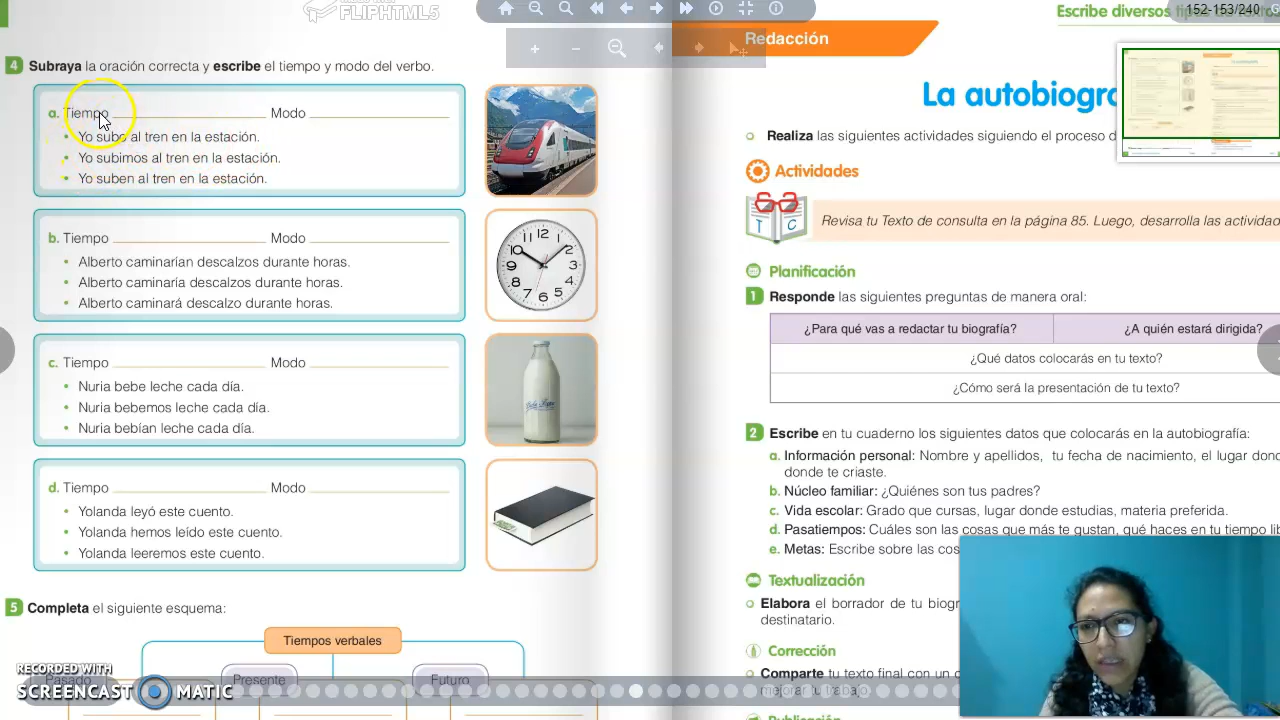 FLIPHTML5
Escribe diversos
152-153/240
4 Subraya la oración correcta y escribe el tiempo y modo del verbo.
a. Tiempo Modo
• Yo subo al tren en la estación.
• Yo subimos al tren en la estación.
• Yo suben al tren en la estación.
b. Tiempo Modo
• Alberto caminarían descalzos durante horas.
• Alberto caminaría descalzos durante horas.
• Alberto caminará descalzo durante horas.
c. Tiempo Modo
• Nuria bebe leche cada día.
• Nuria bebemos leche cada día.
• Nuria bebían leche cada día.
d. Tiempo Modo
• Yolanda leyó este cuento.
• Yolanda hemos leído este cuento.
• Yolanda leeremos este cuento.
5 Completa el siguiente esquema:
Tiempos verbales
Pasado Presente Futuro
RECORDED WITH
SCREENCAST MATIC
Redacción
La autobiogra
Realiza las siguientes actividades siguiendo el proceso d
Actividades
T C
Revisa tu Texto de consulta en la página 85. Luego, desarrolla las actividad
Planificación
1 Responde las siguientes preguntas de manera oral:
¿Para qué vas a redactar tu biografía? ¿A quién estará dirigida?
¿Qué datos colocarás en tu texto?
¿Cómo será la presentación de tu texto?
2 Escribe en tu cuaderno los siguientes datos que colocarás en la autobiografía:
a. Información personal: Nombre y apellidos, tu fecha de nacimiento, el lugar dond
donde te criaste.
b. Núcleo familiar: ¿Quiénes son tus padres?
c. Vida escolar: Grado que cursas, lugar donde estudias, materia preferida.
d. Pasatiempos: Cuáles son las cosas que más te gustan, qué haces en tu tiempo lib
e. Metas: Escribe sobre las cos
Textualización
Elabora el borrador de tu biogr
destinatario.
Corrección
Comparte tu texto final con un c
mejorar tu trabajo.
Publicación